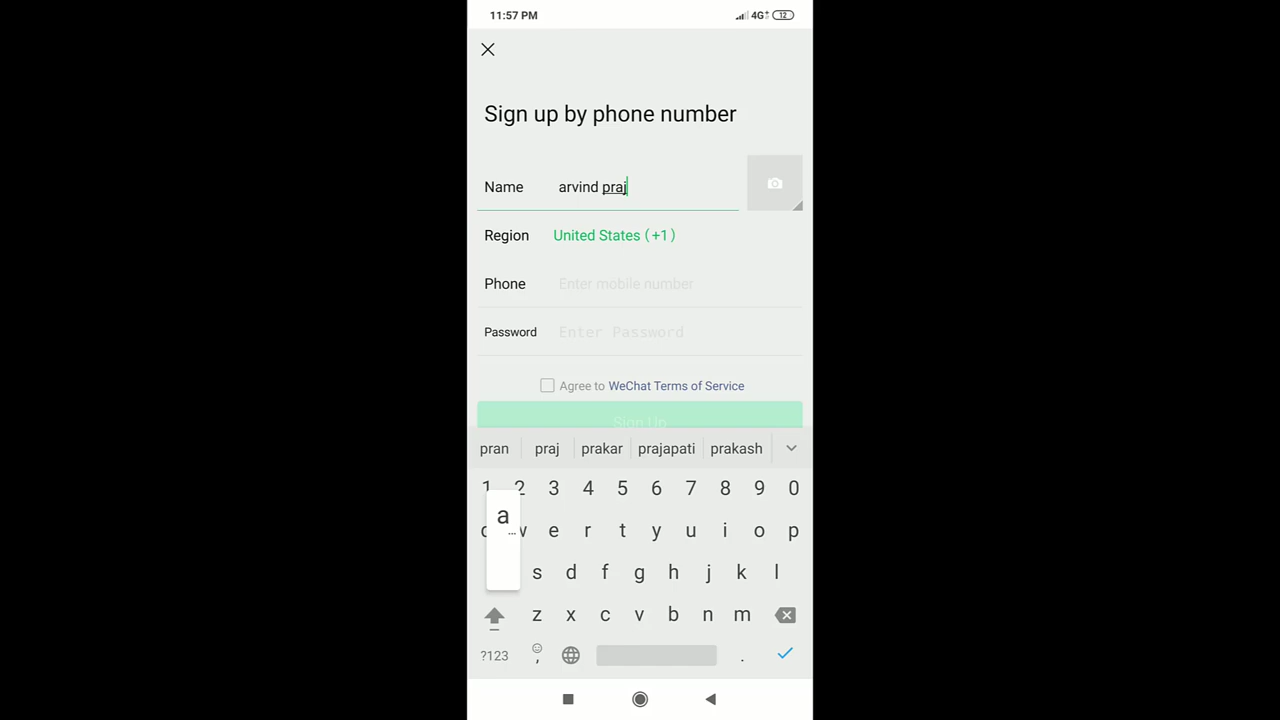 11:57 PM 4G+ 12
Sign up by phone number
Name arvind praj
Region United States (+1)
Phone Enter mobile number
Password Enter Password
Agree to WeChat Terms of Service
Sign Up
pran praj prakar prajapati prakash
1 2 3 4 5 6 7 8 9 0
a
w e r t y u i o p
s d f g h j k l
z x c v b n m
?123 , .